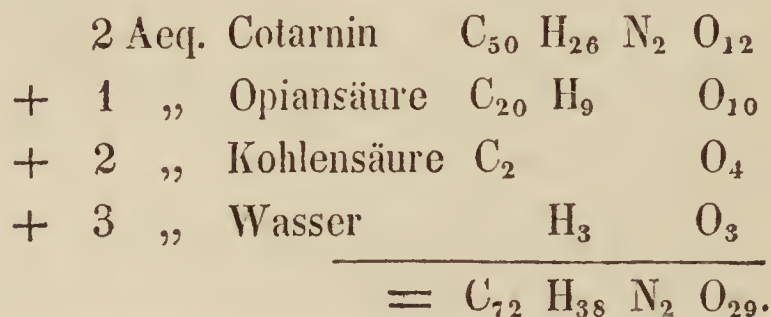 2 Aeq. Cotarnin C₅₀ H₂₆ N₂ O₁₂
+ 1 „ Opiansäure C₂₀ H₉ O₁₀
+ 2 „ Kohlensäure C₂ O₄
+ 3 „ Wasser H₃ O₃
= C₇₂ H₃₈ N₂ O₂₉.